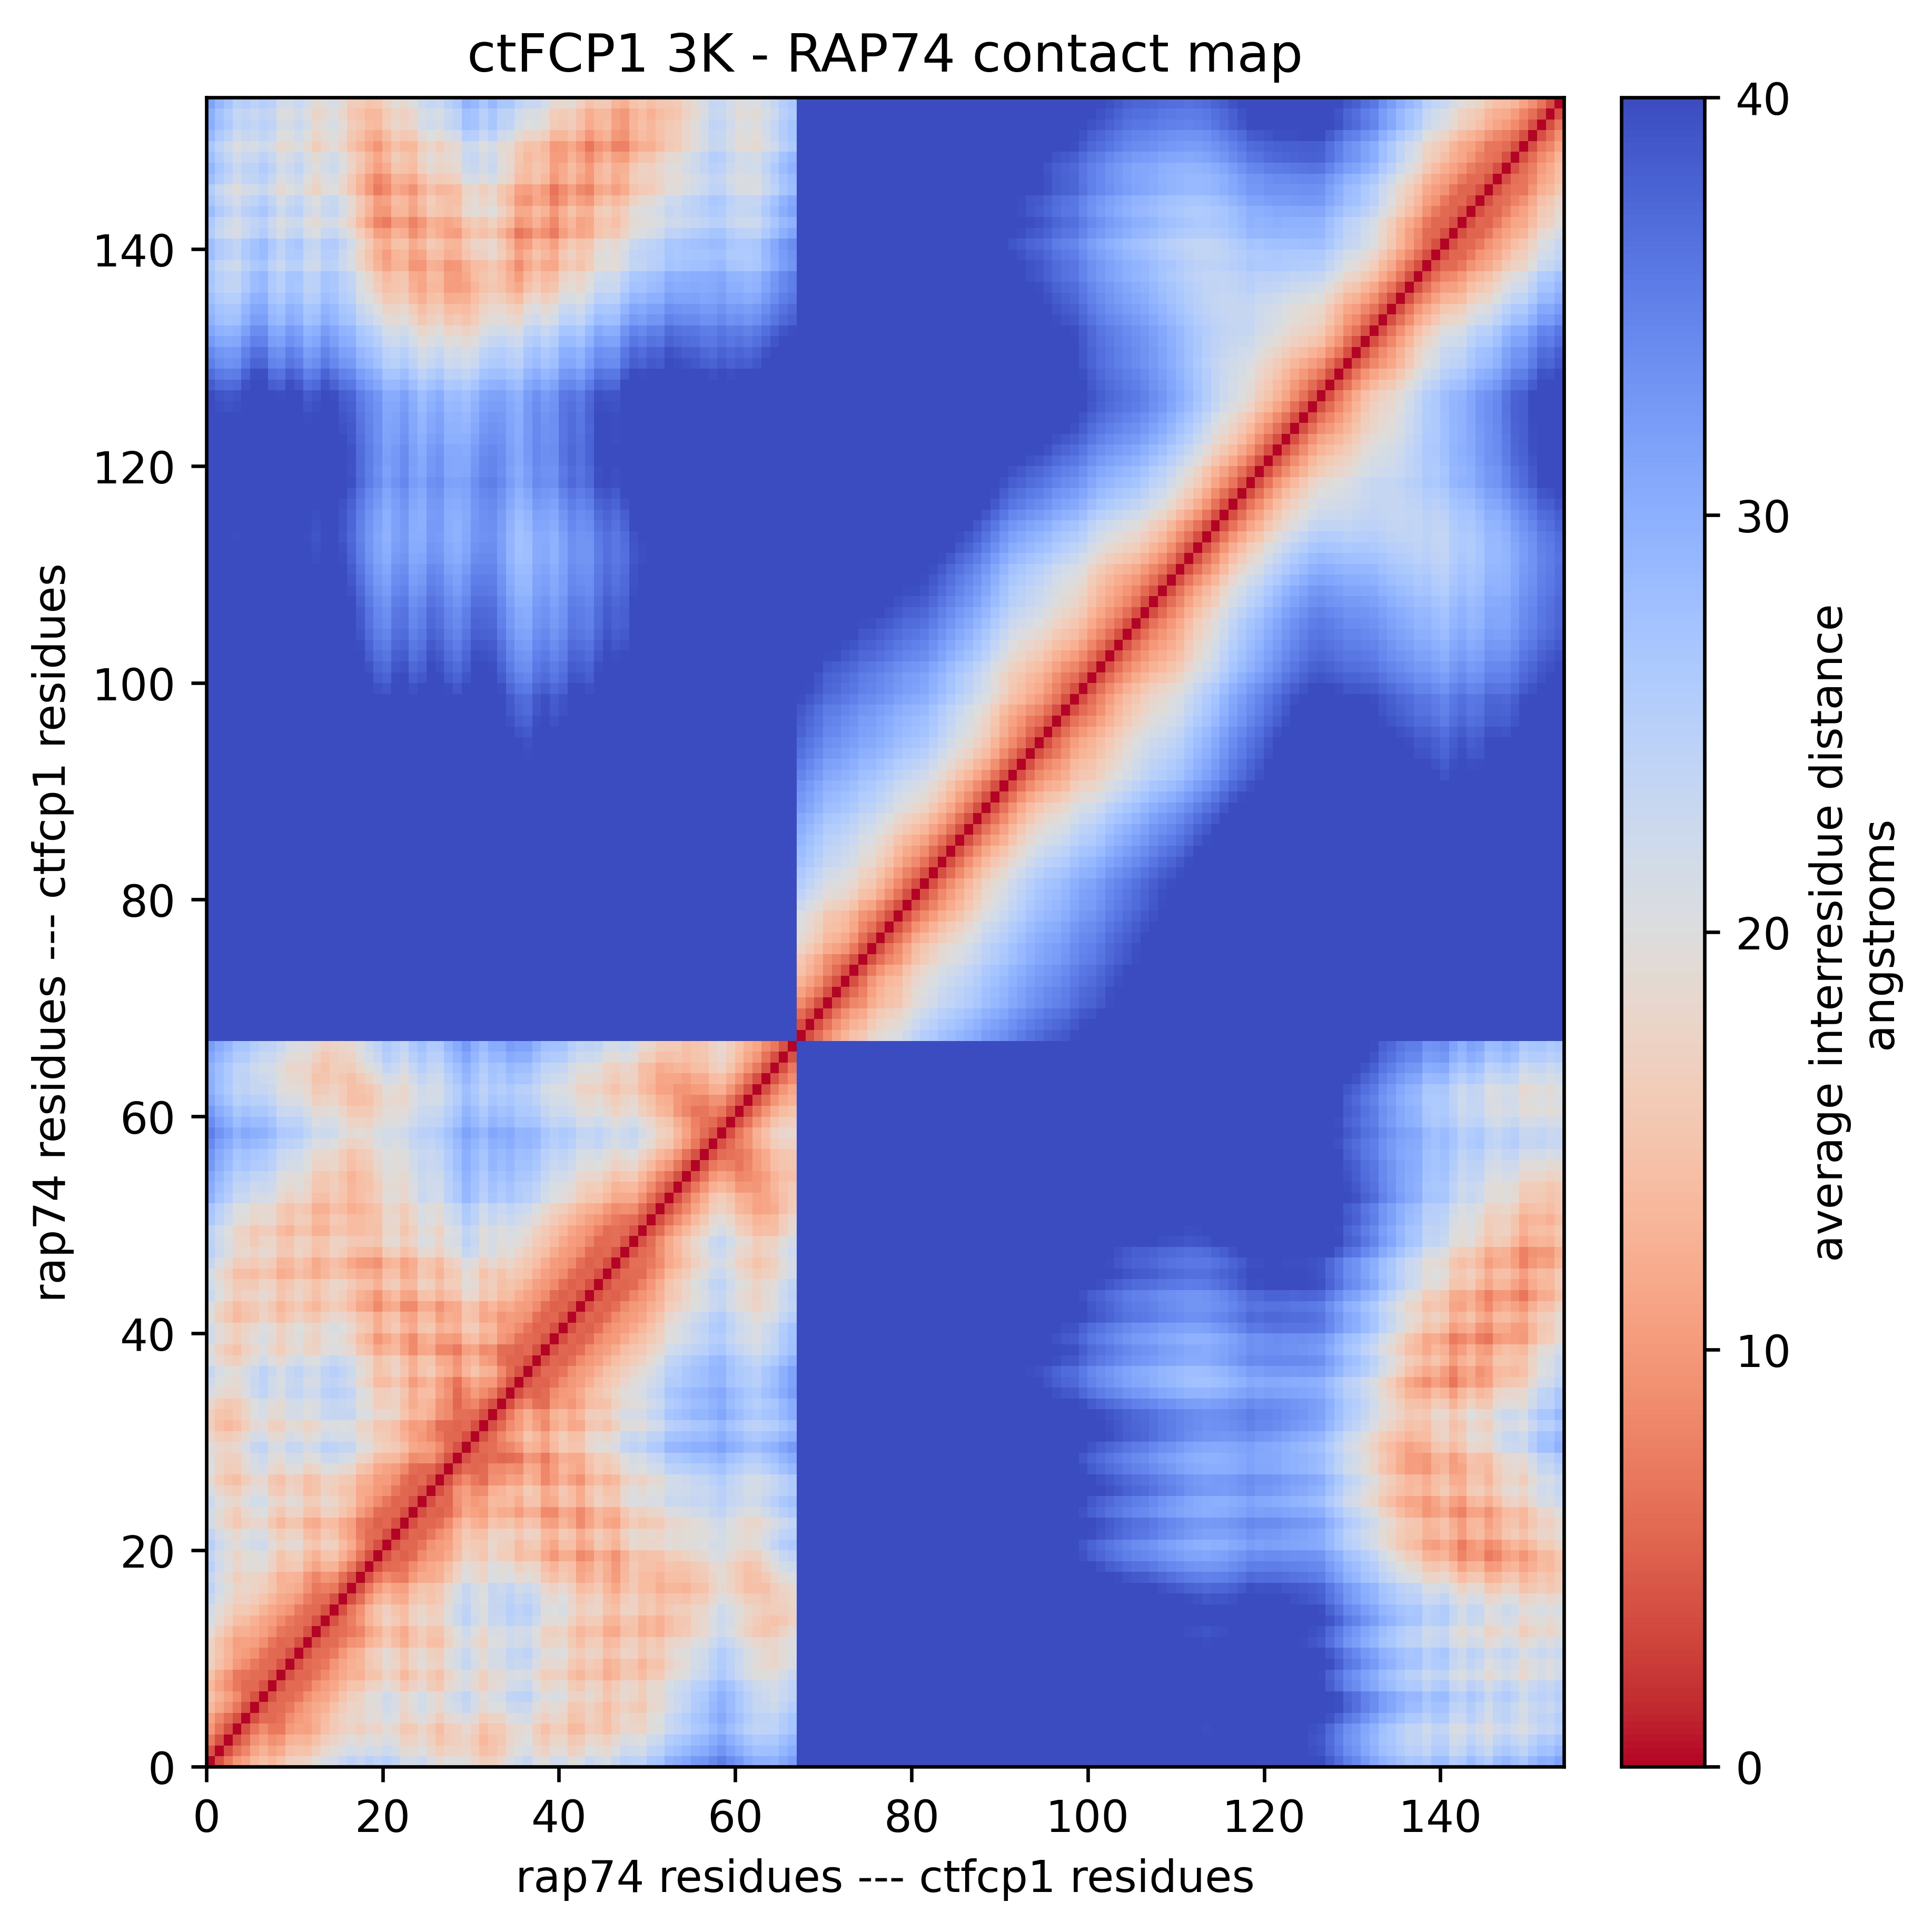 ctFCP1 3K - RAP74 contact map
rap74 residues --- ctfcp1 residues
140
120
100
80
60
40
20
0
0 20 40 60 80 100 120 140
rap74 residues --- ctfcp1 residues
40
30
20
10
0
average interresidue distance
angstroms